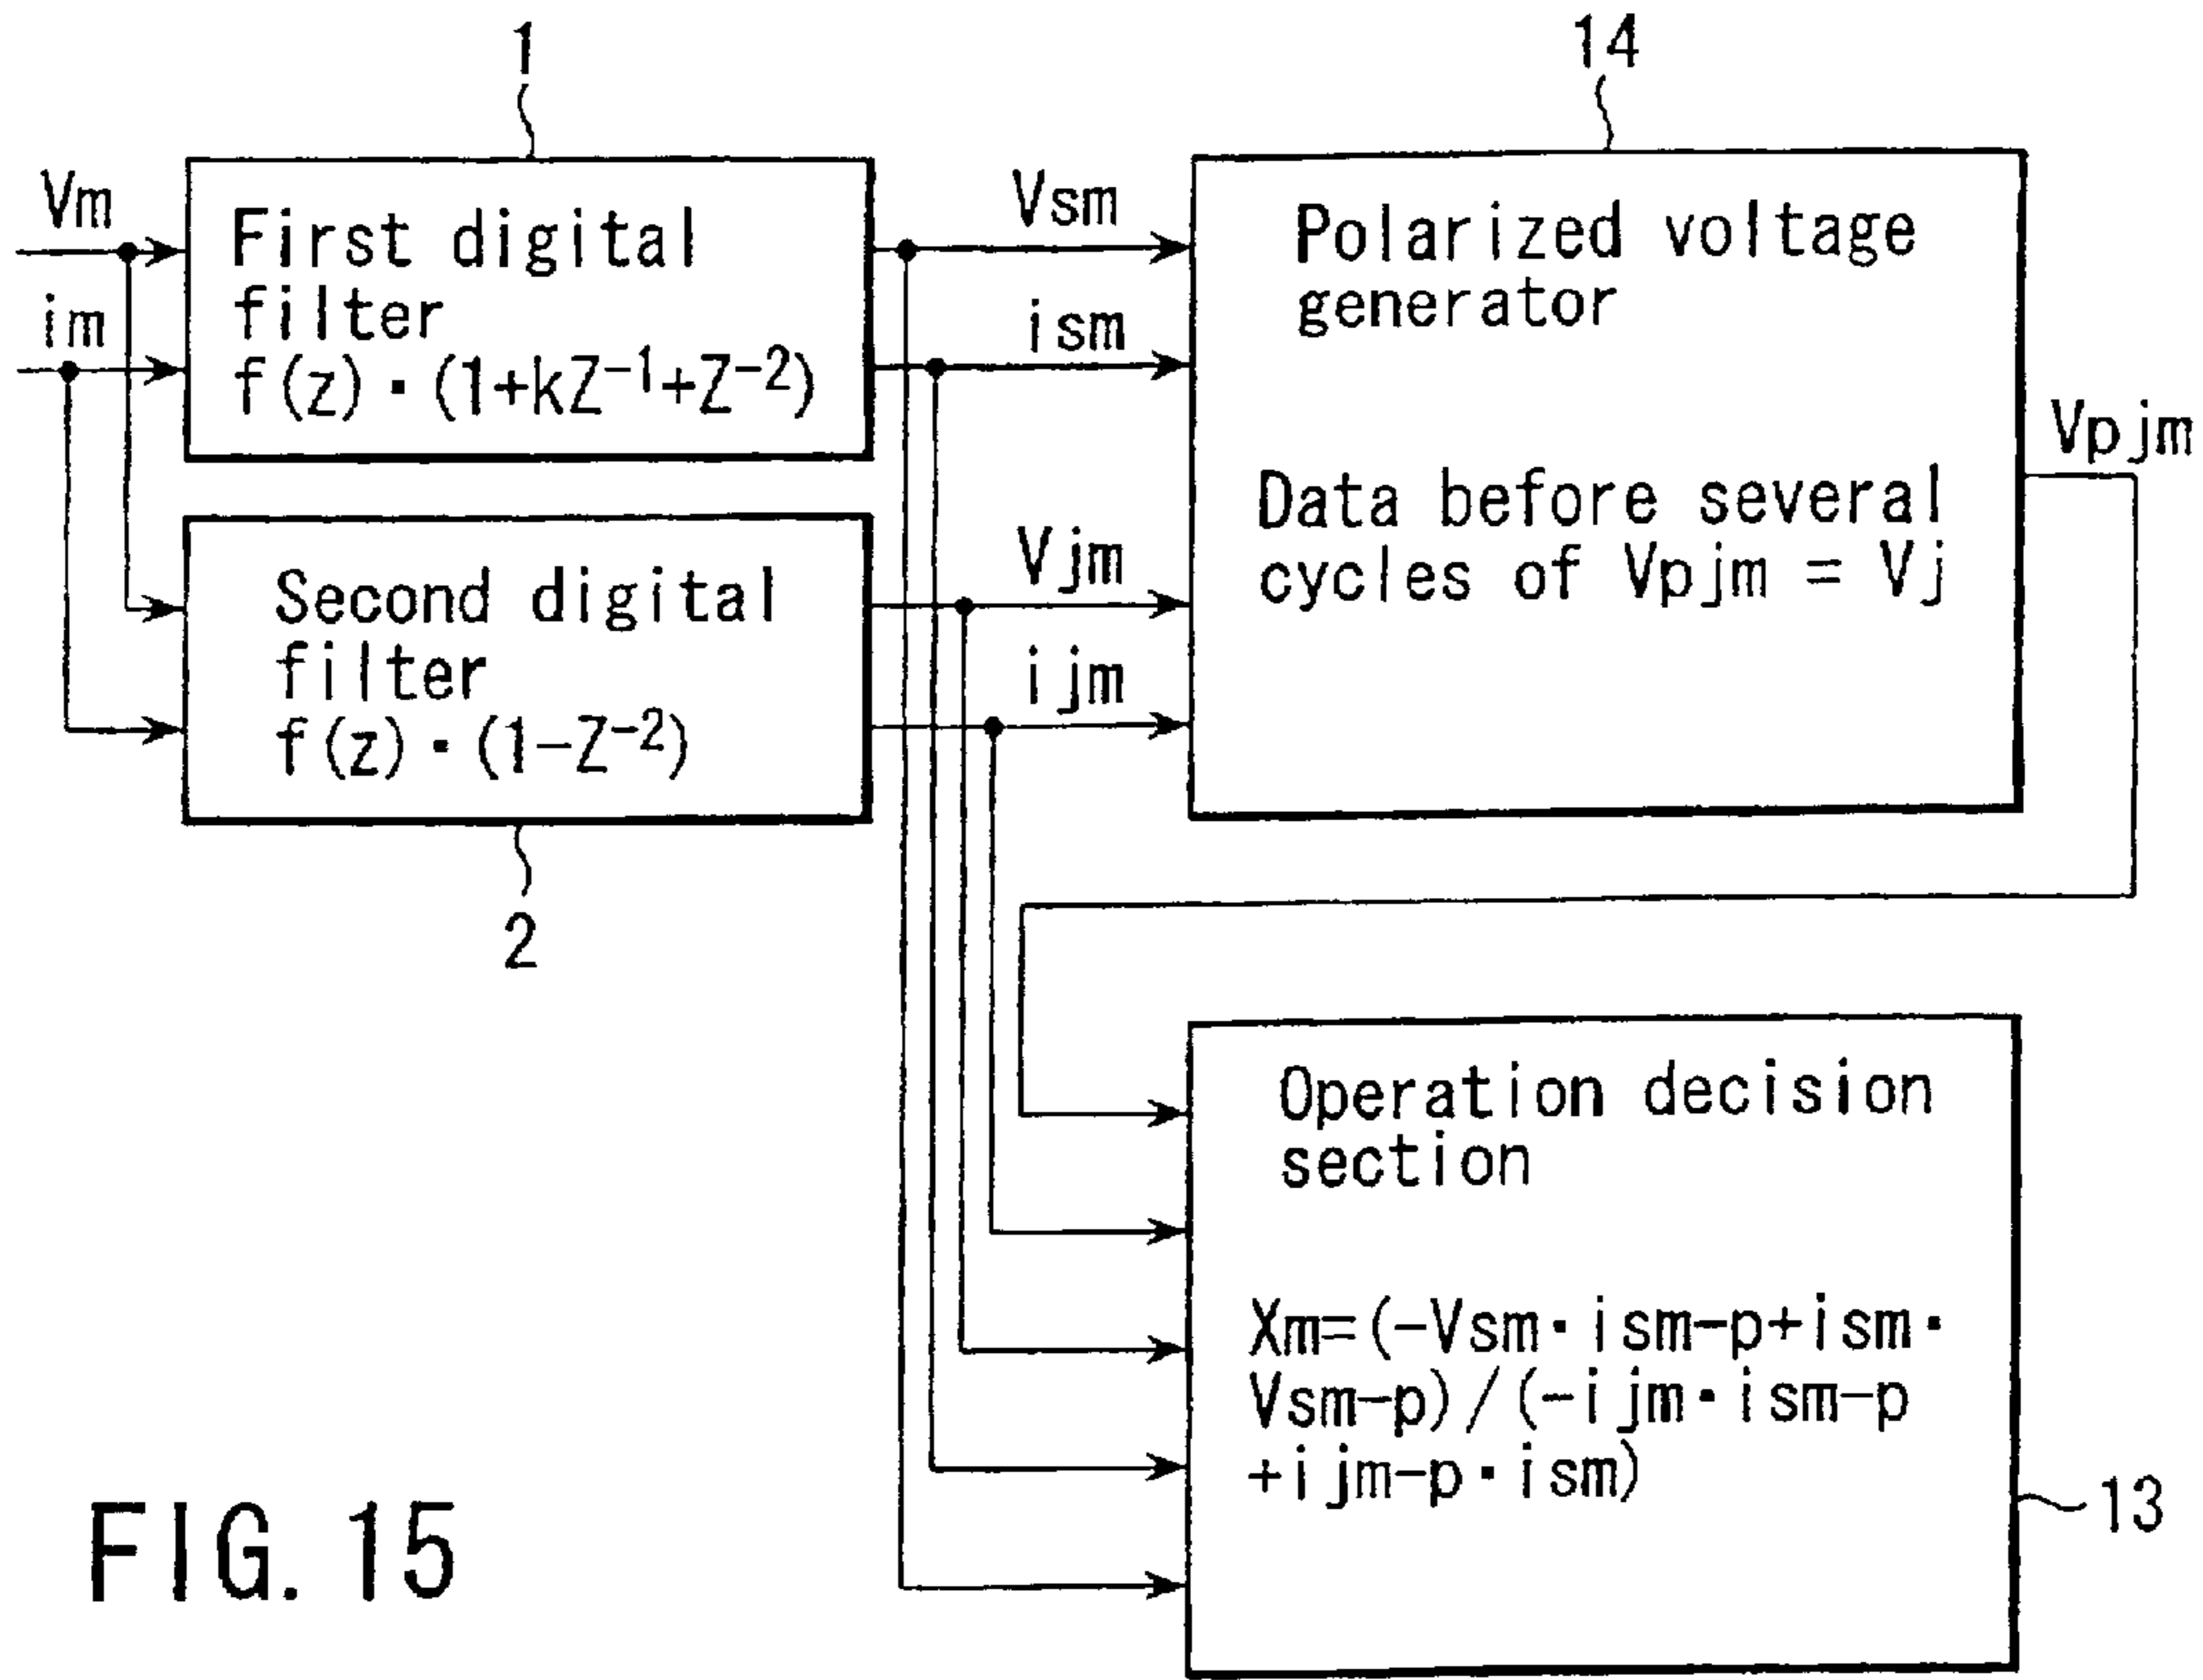 1
14
Vm
im
First digital
filter
f(z)·(1+kZ⁻¹+Z⁻²)
Vsm
ism
Polarized voltage
generator
Data before several
cycles of Vpjm = Vj
Vpjm
Second digital
filter
f(z)·(1-Z⁻²)
Vjm
ijm
2
Operation decision
section
Xm=(-Vsm·ism-p+ism·
Vsm-p)/(-ijm·ism-p
+ijm-p·ism)
13
FIG. 15